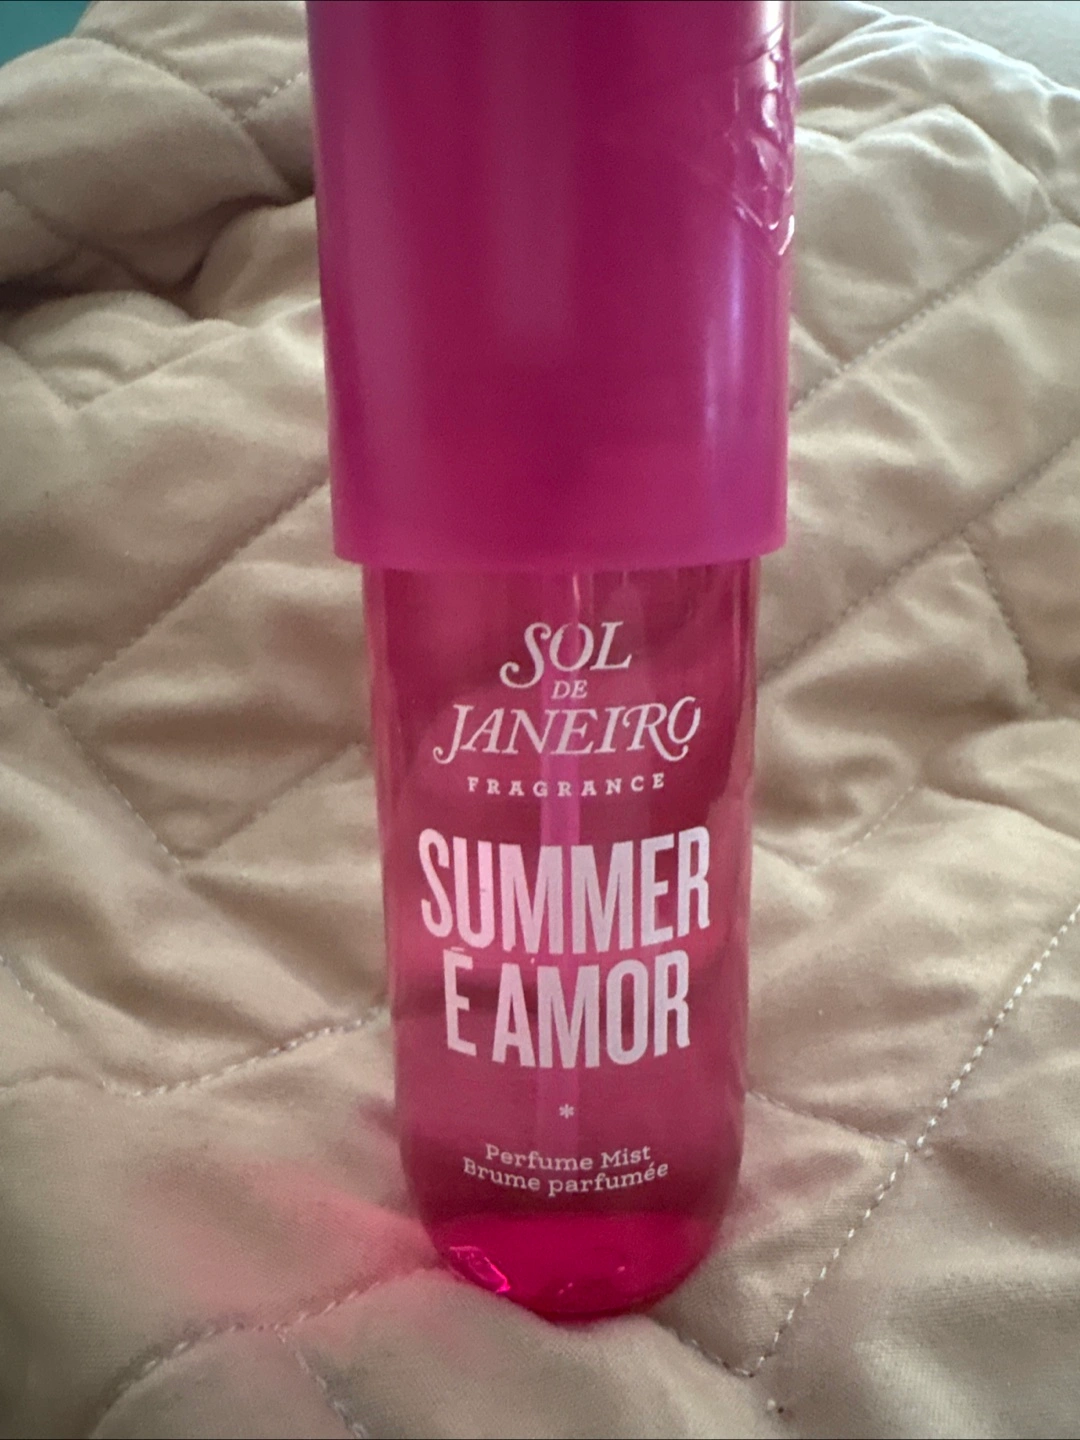 SOL
DE
JANEIRO
FRAGRANCE
SUMMER
É AMOR
*
Perfume Mist
Brume parfumée